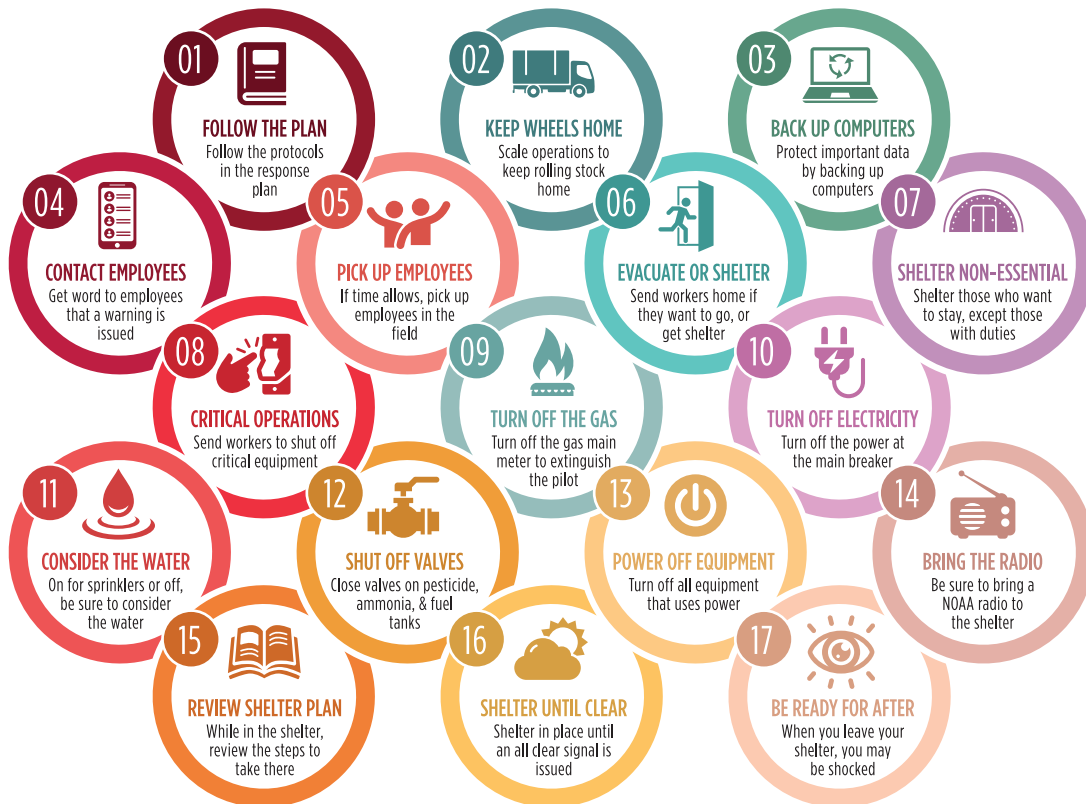 01
FOLLOW THE PLAN
Follow the protocols
in the response
plan
02
KEEP WHEELS HOME
Scale operations to
keep rolling stock
home
03
BACK UP COMPUTERS
Protect important data
by backing up
computers
04
CONTACT EMPLOYEES
Get word to employees
that a warning is
issued
05
PICK UP EMPLOYEES
If time allows, pick up
employees in the
field
06
EVACUATE OR SHELTER
Send workers home if
they want to go, or
get shelter
07
SHELTER NON-ESSENTIAL
Shelter those who want
to stay, except those
with duties
08
CRITICAL OPERATIONS
Send workers to shut off
critical equipment
09
TURN OFF THE GAS
Turn off the gas main
meter to extinguish
the pilot
10
TURN OFF ELECTRICITY
Turn off the power at
the main breaker
11
CONSIDER THE WATER
On for sprinklers or off,
be sure to consider
the water
12
SHUT OFF VALVES
Close valves on pesticide,
ammonia, & fuel
tanks
13
POWER OFF EQUIPMENT
Turn off all equipment
that uses power
14
BRING THE RADIO
Be sure to bring a
NOAA radio to
the shelter
15
REVIEW SHELTER PLAN
While in the shelter,
review the steps to
take there
16
SHELTER UNTIL CLEAR
Shelter in place until
an all clear signal is
issued
17
BE READY FOR AFTER
When you leave your
shelter, you may
be shocked